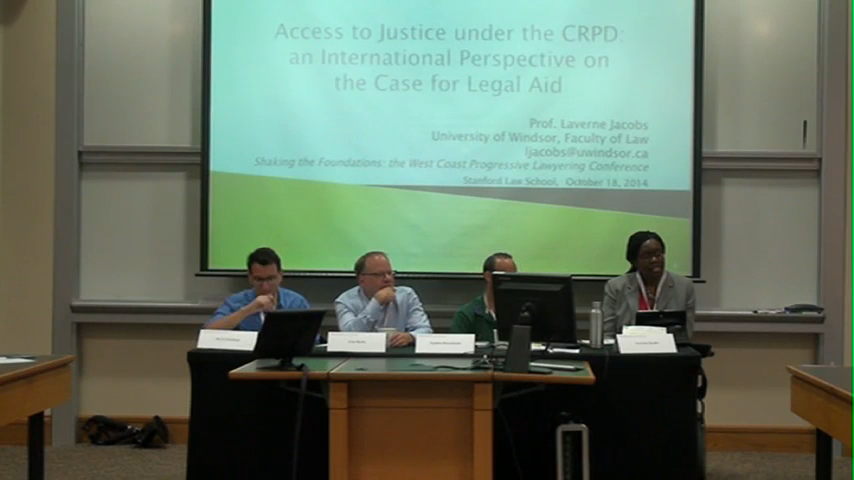 Access to Justice under the CRPD:
an International Perspective on
the Case for Legal Aid
Prof. Laverne Jacobs
University of Windsor, Faculty of Law
ljacobs@uwindsor.ca
Shaking the Foundations: the West Coast Progressive Lawyering Conference
Stanford Law School, October 18, 2014